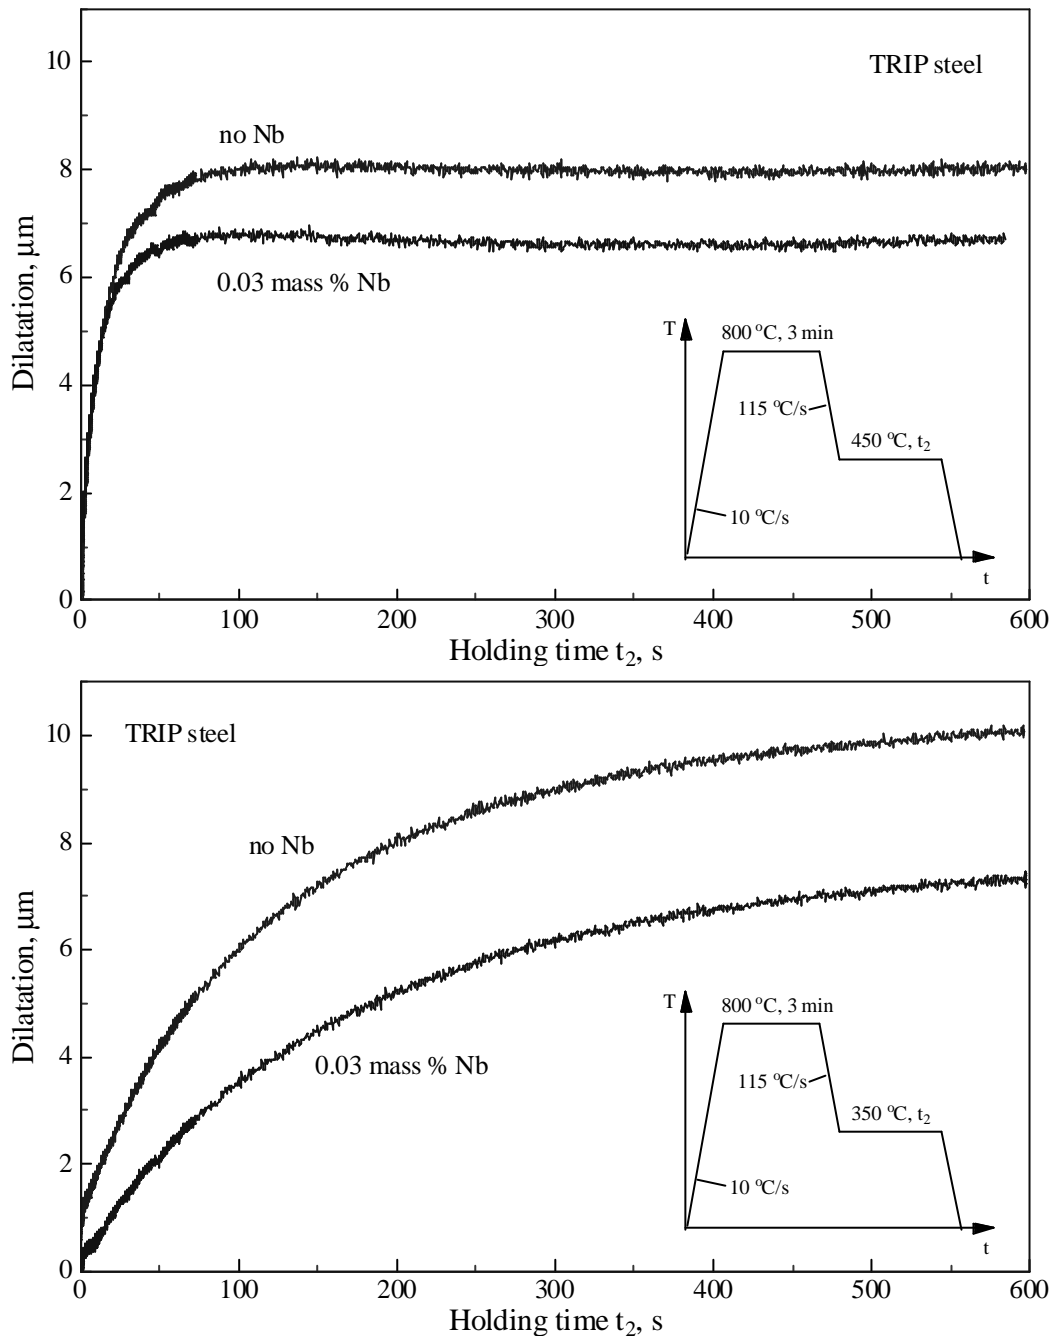 10
TRIP steel
no Nb
8
Dilatation, μm
6
0.03 mass % Nb
T
800 °C, 3 min
4
115 °C/s
450 °C, t₂
2
10 °C/s
t
0
0 100 200 300 400 500 600
Holding time t₂, s
10
TRIP steel
8
no Nb
Dilatation, μm
6
T
800 °C, 3 min
4
0.03 mass % Nb
115 °C/s
350 °C, t₂
2
10 °C/s
t
0
0 100 200 300 400 500 600
Holding time t₂, s